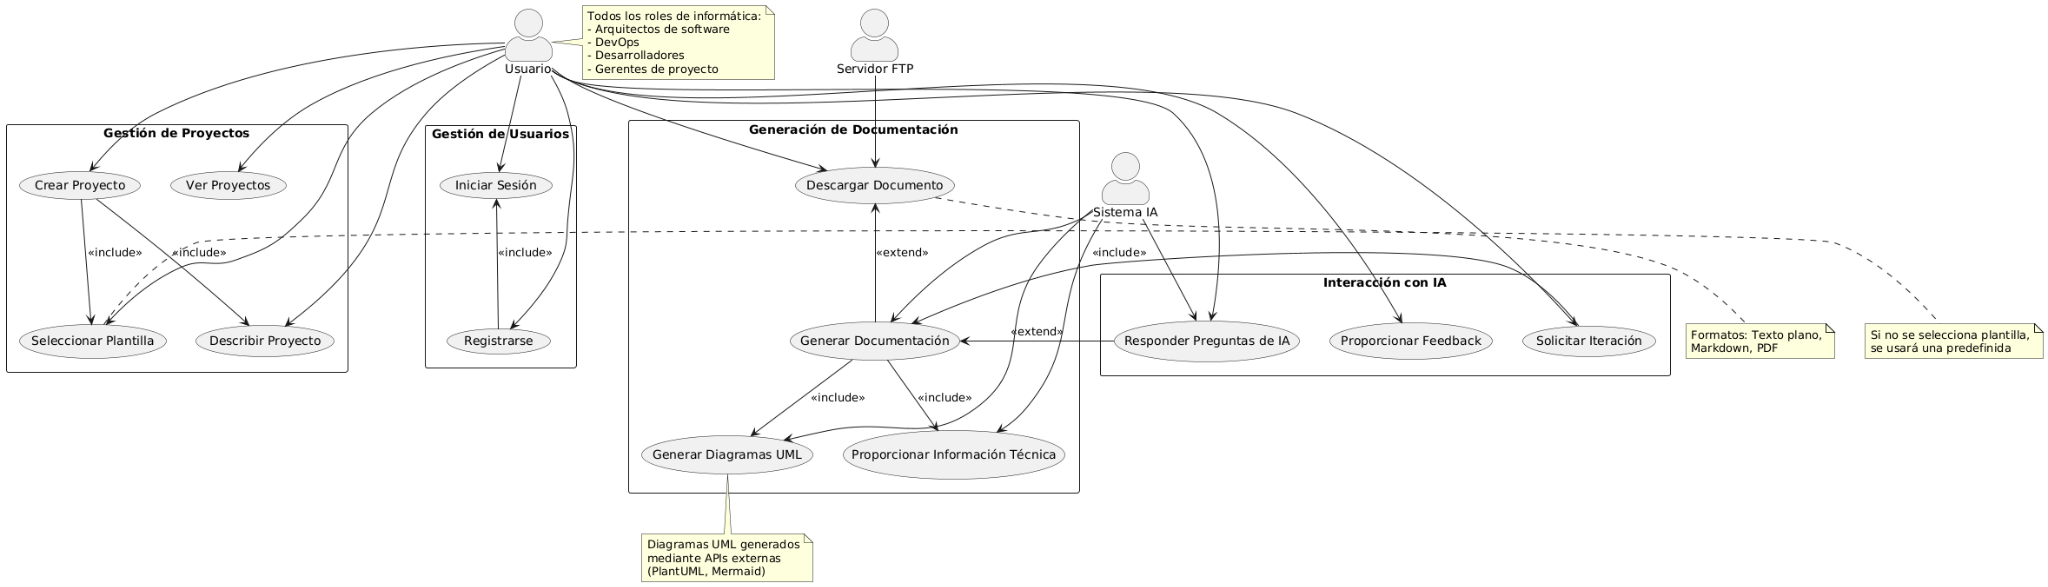 Todos los roles de informática:
- Arquitectos de software
- DevOps
- Desarrolladores
- Gerentes de proyecto
Usuario
Servidor FTP
Gestión de Proyectos
Crear Proyecto
Ver Proyectos
«include»
«include»
Seleccionar Plantilla
Describir Proyecto
Gestión de Usuarios
Iniciar Sesión
«include»
Registrarse
Generación de Documentación
Descargar Documento
«extend»
Generar Documentación
«include»
«include»
Generar Diagramas UML
Proporcionar Información Técnica
Sistema IA
«include»
Interacción con IA
«extend»
Responder Preguntas de IA
Proporcionar Feedback
Solicitar Iteración
Formatos: Texto plano,
Markdown, PDF
Si no se selecciona plantilla,
se usará una predefinida
Diagramas UML generados
mediante APIs externas
(PlantUML, Mermaid)